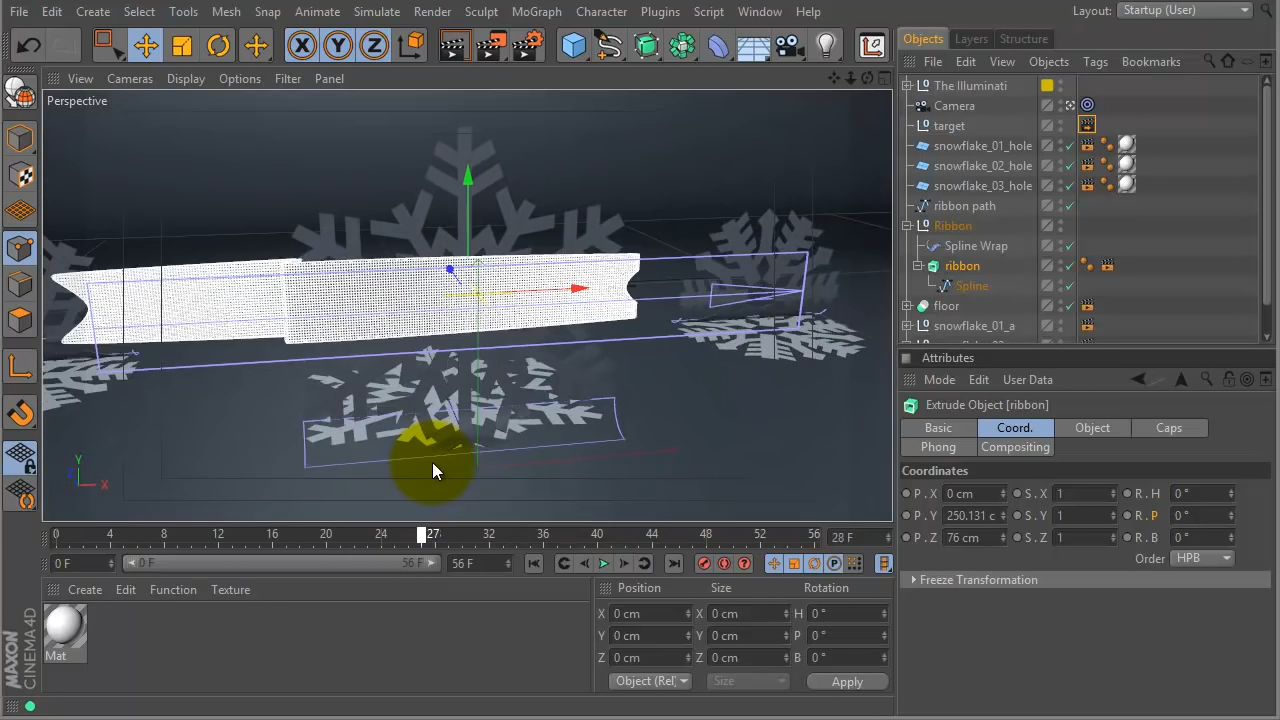 File Edit Create Select Tools Mesh Snap Animate Simulate Render Sculpt MoGraph Character Plugins Script Window Help
Layout: Startup (User)
Objects Layers Structure
File Edit View Objects Tags Bookmarks
View Cameras Display Options Filter Panel
Perspective
The Illuminati
Camera
target
snowflake_01_hole
snowflake_02_hole
snowflake_03_hole
ribbon path
Ribbon
Spline Wrap
ribbon
Spline
floor
snowflake_01_a
Attributes
Mode Edit User Data
Extrude Object [ribbon]
Basic Coord. Object Caps
Phong Compositing
Coordinates
P . X 0 cm S . X 1 R . H 0 °
P . Y 250.131 c S . Y 1 R . P 0 °
P . Z 76 cm S . Z 1 R . B 0 °
Order HPB
Freeze Transformation
Y
Z X
0 4 8 12 16 20 24 27 32 36 40 44 48 52 56 28 F
0 F 0 F 56 F 56 F
Create Edit Function Texture
Mat
Position Size Rotation
X 0 cm X 0 cm H 0 °
Y 0 cm Y 0 cm P 0 °
Z 0 cm Z 0 cm B 0 °
Object (Rel) Size Apply
MAXON
CINEMA 4D